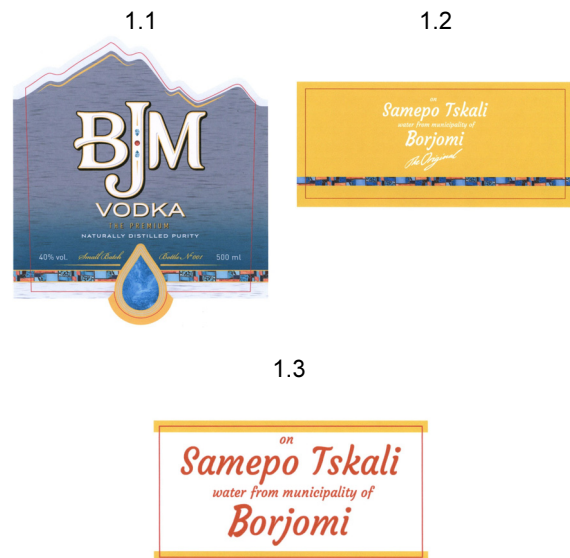 1.1
1.2
BJM
VODKA
THE PREMIUM
NATURALLY DISTILLED PURITY
40% vol. Small Batch Bottle Nº 001 500 ml
on
Samepo Tskali
water from municipality of
Borjomi
The Original
1.3
on
Samepo Tskali
water from municipality of
Borjomi